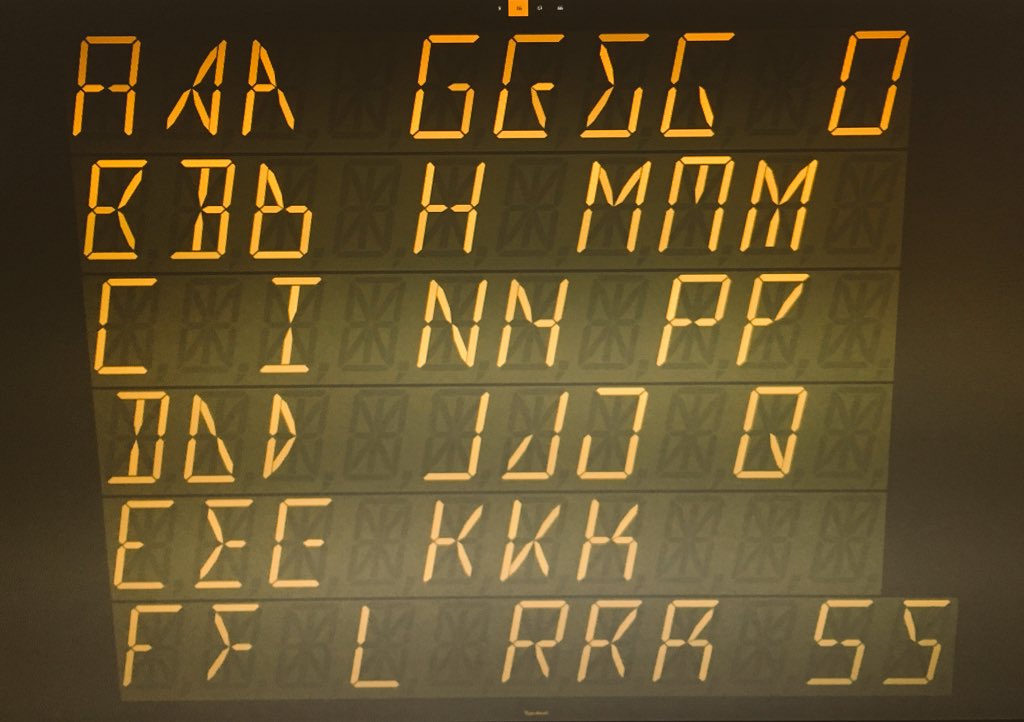 AAA GGGG O
BBB H MMM
C I NN PP
DDD JJJ Q
EEE KKK
FF L RRR SS